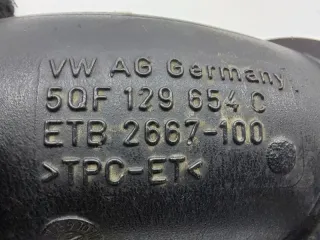 VW AG Germany
5QF 129 654 C
ETB 2667-100
>TPC-ET<